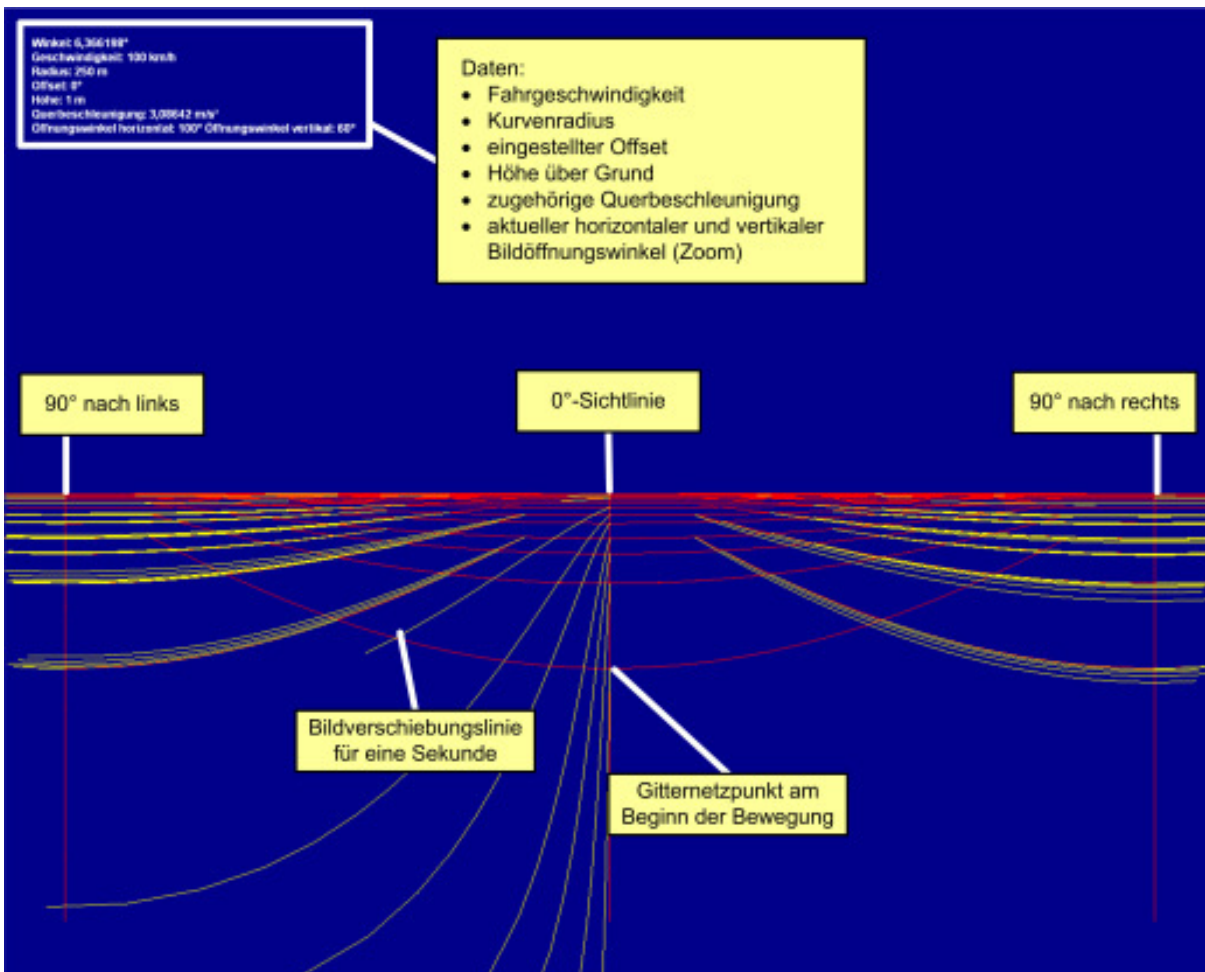 Winkel: 6,366198°
Geschwindigkeit: 100 km/h
Radius: 250 m
Offset: 0°
Höhe: 1 m
Querbeschleunigung: 3,08642 m/s²
Öffnungswinkel horizontal: 100° Öffnungswinkel vertikal: 60°
Daten:
• Fahrgeschwindigkeit
• Kurvenradius
• eingestellter Offset
• Höhe über Grund
• zugehörige Querbeschleunigung
• aktueller horizontaler und vertikaler
Bildöffnungswinkel (Zoom)
90° nach links
0°-Sichtlinie
90° nach rechts
Bildverschiebungslinie
für eine Sekunde
Gitternetzpunkt am
Beginn der Bewegung